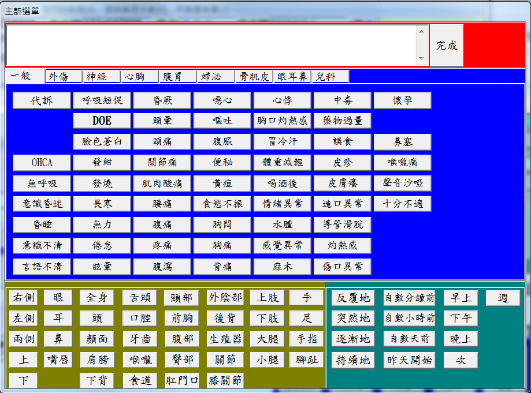 主訴選單
完成
一般 外傷 神經 心胸 腹胃 婦泌 骨肌皮 眼耳鼻 兒科
代訴 呼吸短促 昏厥 噁心 心悸 中毒 懷孕
DOE 頭暈 嘔吐 胸口灼熱感 藥物過量
臉色蒼白 頭痛 腹脹 冒冷汗 誤食 鼻塞
OHCA 發紺 關節痛 便秘 體重減輕 皮疹 喉嚨痛
無呼吸 發燒 肌肉酸痛 黃疸 喝酒後 皮膚癢 聲音沙啞
意識昏迷 畏寒 腰痛 食慾不振 情緒異常 進口異常 十分不適
昏睡 無力 腹痛 胸悶 水腫 導管滑脫
意識不清 倦怠 疼痛 胸痛 感覺異常 灼熱感
言語不清 眩暈 腹瀉 背痛 麻木 傷口異常
右側 眼 全身 舌頭 頸部 外陰部 上肢 手 反覆地 自數分鐘前 早上 週
左側 耳 頭 口腔 前胸 後背 下肢 足 突然地 自數小時前 下午
兩側 鼻 顏面 牙齒 腹部 生殖器 大腿 手指 逐漸地 自數天前 晚上
上 嘴唇 肩膀 喉嚨 臀部 關節 小腿 腳趾 持續地 昨天開始 次
下 下背 食道 肛門口 膝關節